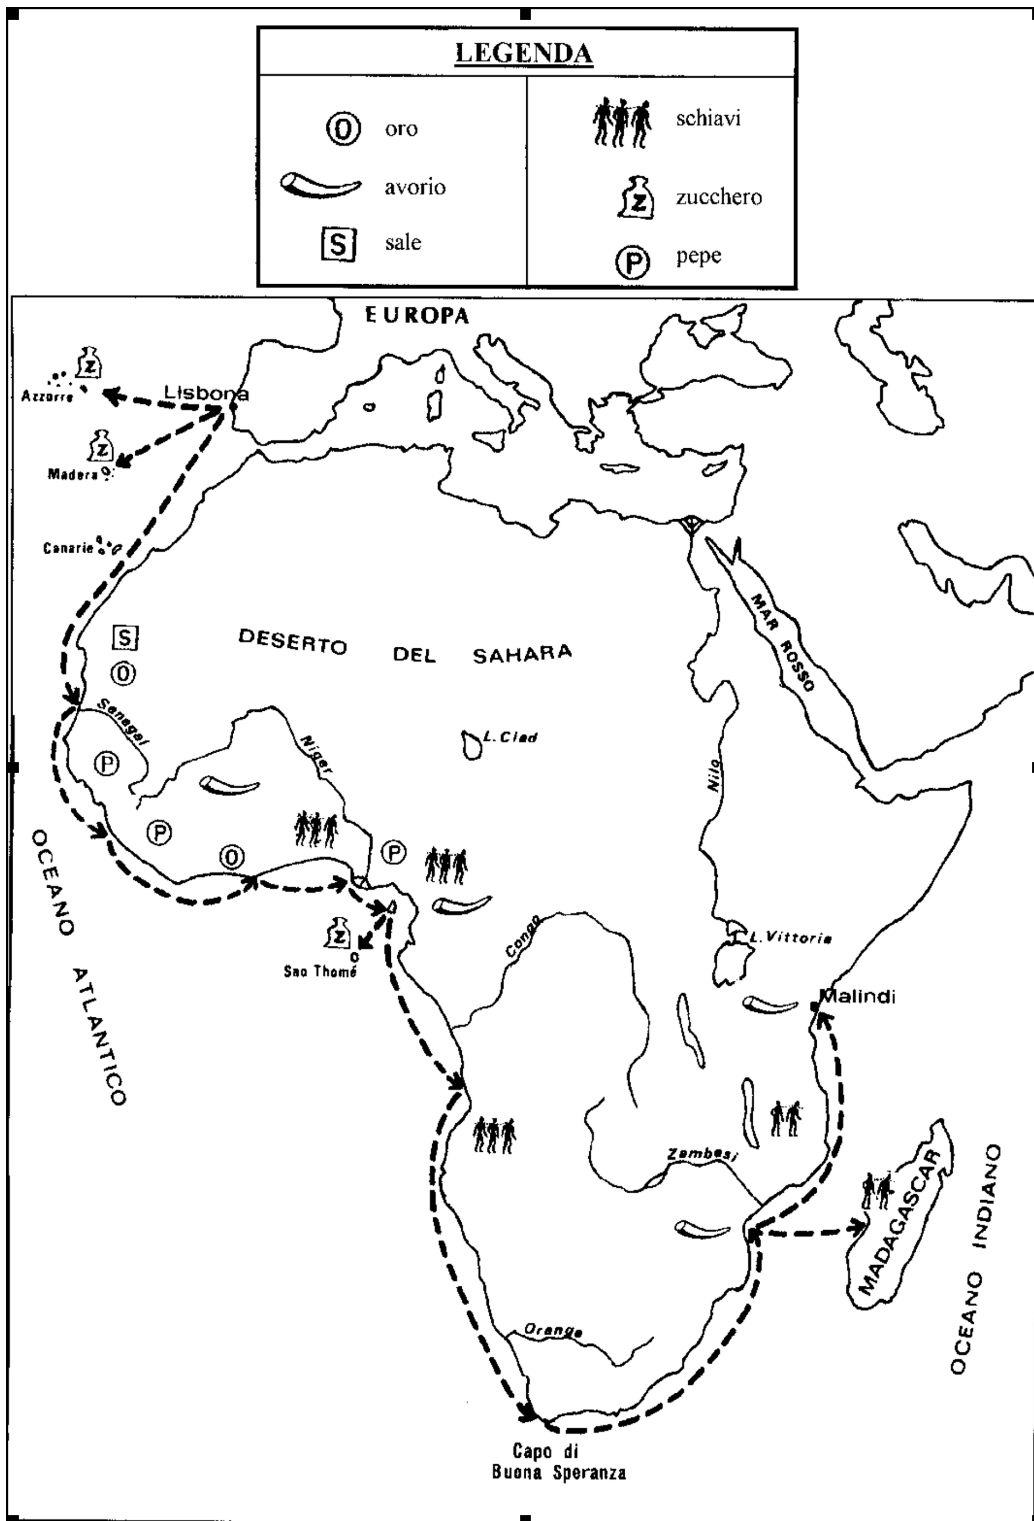 LEGENDA
O oro
avorio
S sale
schiavi
Z zucchero
P pepe
EUROPA
Z
Azzorre
Lisbona
Z
Madera
Canarie
S
O
DESERTO DEL SAHARA
MAR ROSSO
Senegal
P
Niger
L. Ciad
Nilo
P
O
P
OCEANO ATLANTICO
Z
Sao Thomé
Congo
L. Vittoria
Malindi
Zambesi
MADAGASCAR
OCEANO INDIANO
Orange
Capo di
Buona Speranza